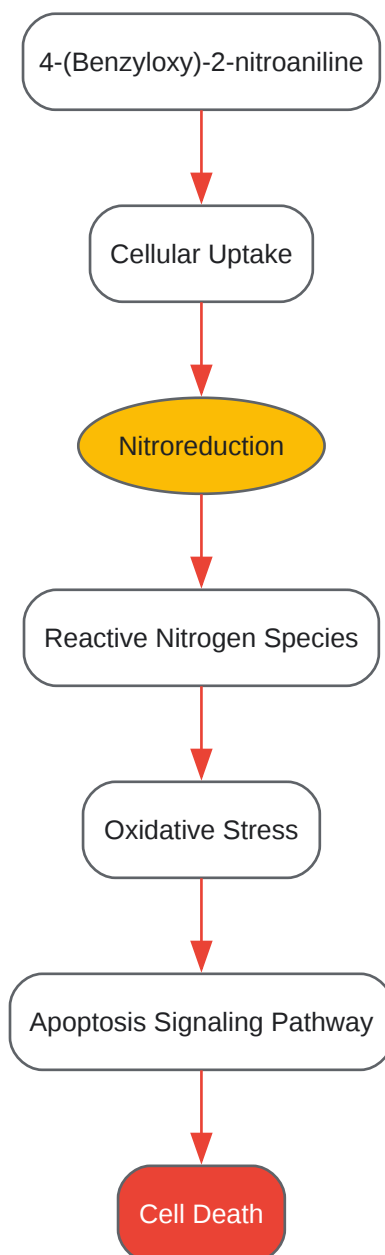 4-(Benzyloxy)-2-nitroaniline
Cellular Uptake
Nitroreduction
Reactive Nitrogen Species
Oxidative Stress
Apoptosis Signaling Pathway
Cell Death